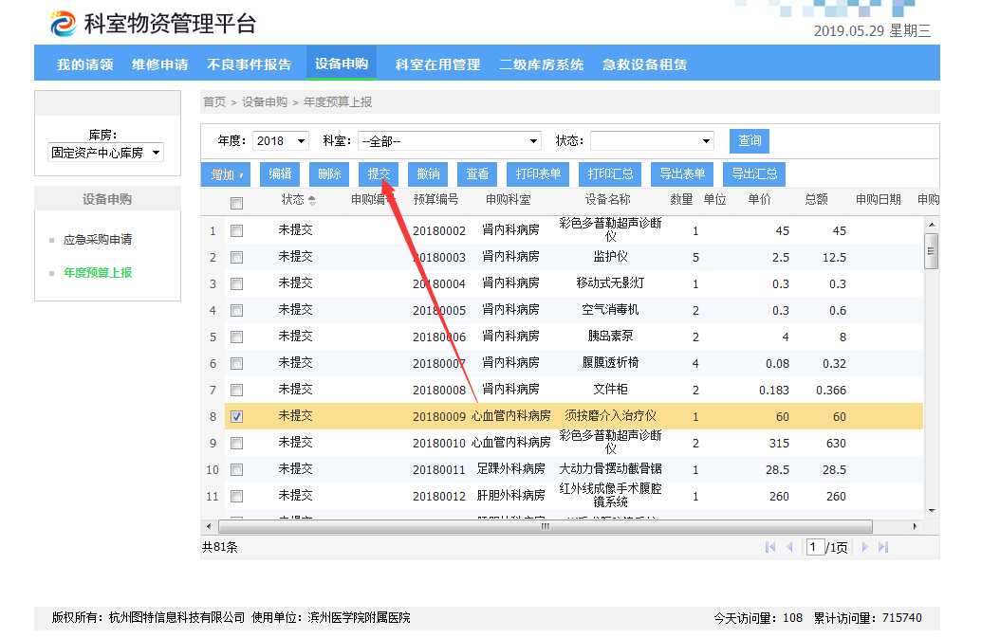 科室物资管理平台
2019.05.29 星期三
我的请领 维修申请 不良事件报告 设备申购 科室在用管理 二级库房系统 急救设备租赁
库房：
固定资产中心库房
设备申购
应急采购申请
年度预算上报
首页 > 设备申购 > 年度预算上报
年度： 2018 科室： --全部-- 状态： 查询
增加 编辑 删除 提交 撤消 查看 打印表单 打印汇总 导出表单 导出汇总
状态 申购编号 预算编号 申购科室 设备名称 数量 单位 单价 总额 申购日期 申购
1 未提交 20180002 肾内科病房 彩色多普勒超声诊断仪 1 45 45
2 未提交 20180003 肾内科病房 监护仪 5 2.5 12.5
3 未提交 20180004 肾内科病房 移动式无影灯 1 0.3 0.3
4 未提交 20180005 肾内科病房 空气消毒机 2 0.3 0.6
5 未提交 20180006 肾内科病房 胰岛素泵 2 4 8
6 未提交 20180007 肾内科病房 腹膜透析椅 4 0.08 0.32
7 未提交 20180008 肾内科病房 文件柜 2 0.183 0.366
8 未提交 20180009 心血管内科病房 须按磨介入治疗仪 1 60 60
9 未提交 20180010 心血管内科病房 彩色多普勒超声诊断仪 2 315 630
10 未提交 20180011 足踝外科病房 大动力骨摆动截骨锯 1 28.5 28.5
11 未提交 20180012 肝胆外科病房 红外线成像手术腹腔镜系统 1 260 260
共81条
1 /1页
版权所有：杭州图特信息科技有限公司 使用单位：滨州医学院附属医院
今天访问量：108 累计访问量：715740